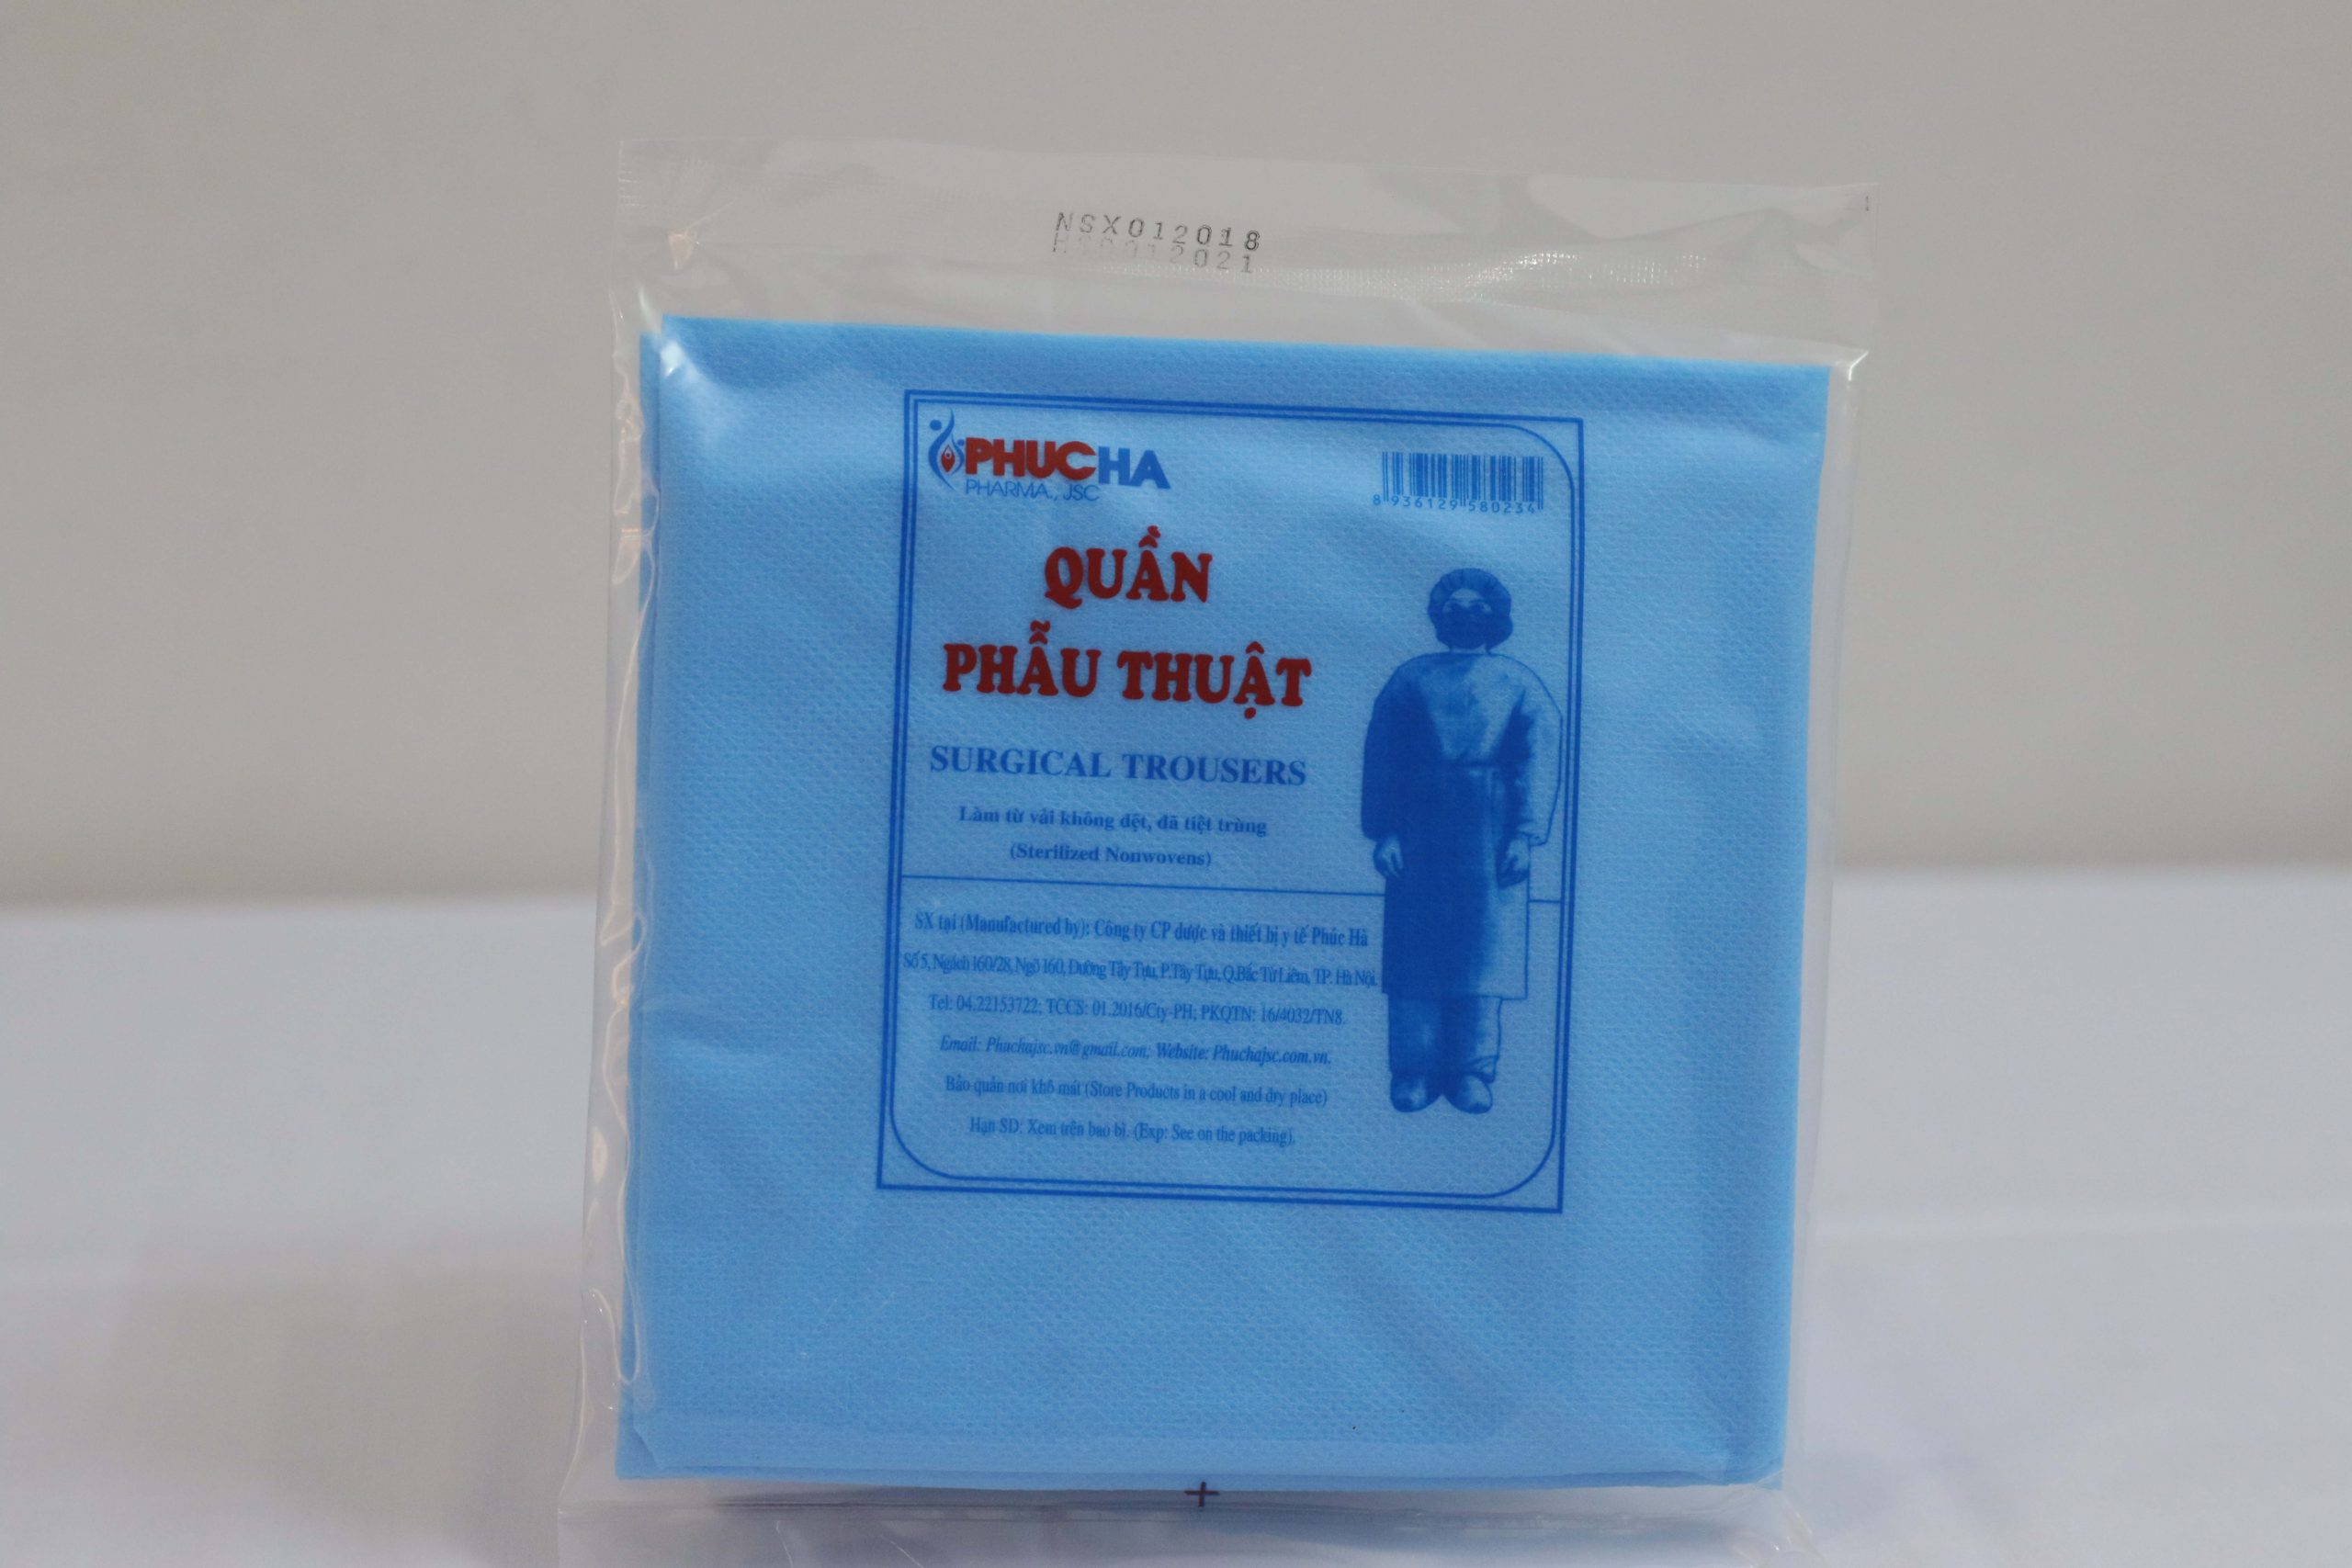 NSX012018
HSD012021
PHUCHA
PHARMA., JSC
8 936129 580234
QUẦN
PHẪU THUẬT
SURGICAL TROUSERS
Làm từ vải không dệt, đã tiệt trùng
(Sterilized Nonwovens)
SX tại (Manufactured by): Công ty CP dược và thiết bị y tế Phúc Hà
Số 5, Ngách 160/28, Ngõ 160, Đường Tây Tựu, P.Tây Tựu, Q.Bắc Từ Liêm, TP. Hà Nội.
Tel: 04.22153722; TCCS: 01.2016/Cty-PH; PKQTN: 16/4032/TN8.
Email: Phuchajsc.vn@gmail.com; Website: Phuchajsc.com.vn.
Bảo quản nơi khô mát (Store Products in a cool and dry place)
Hạn SD: Xem trên bao bì. (Exp: See on the packing).